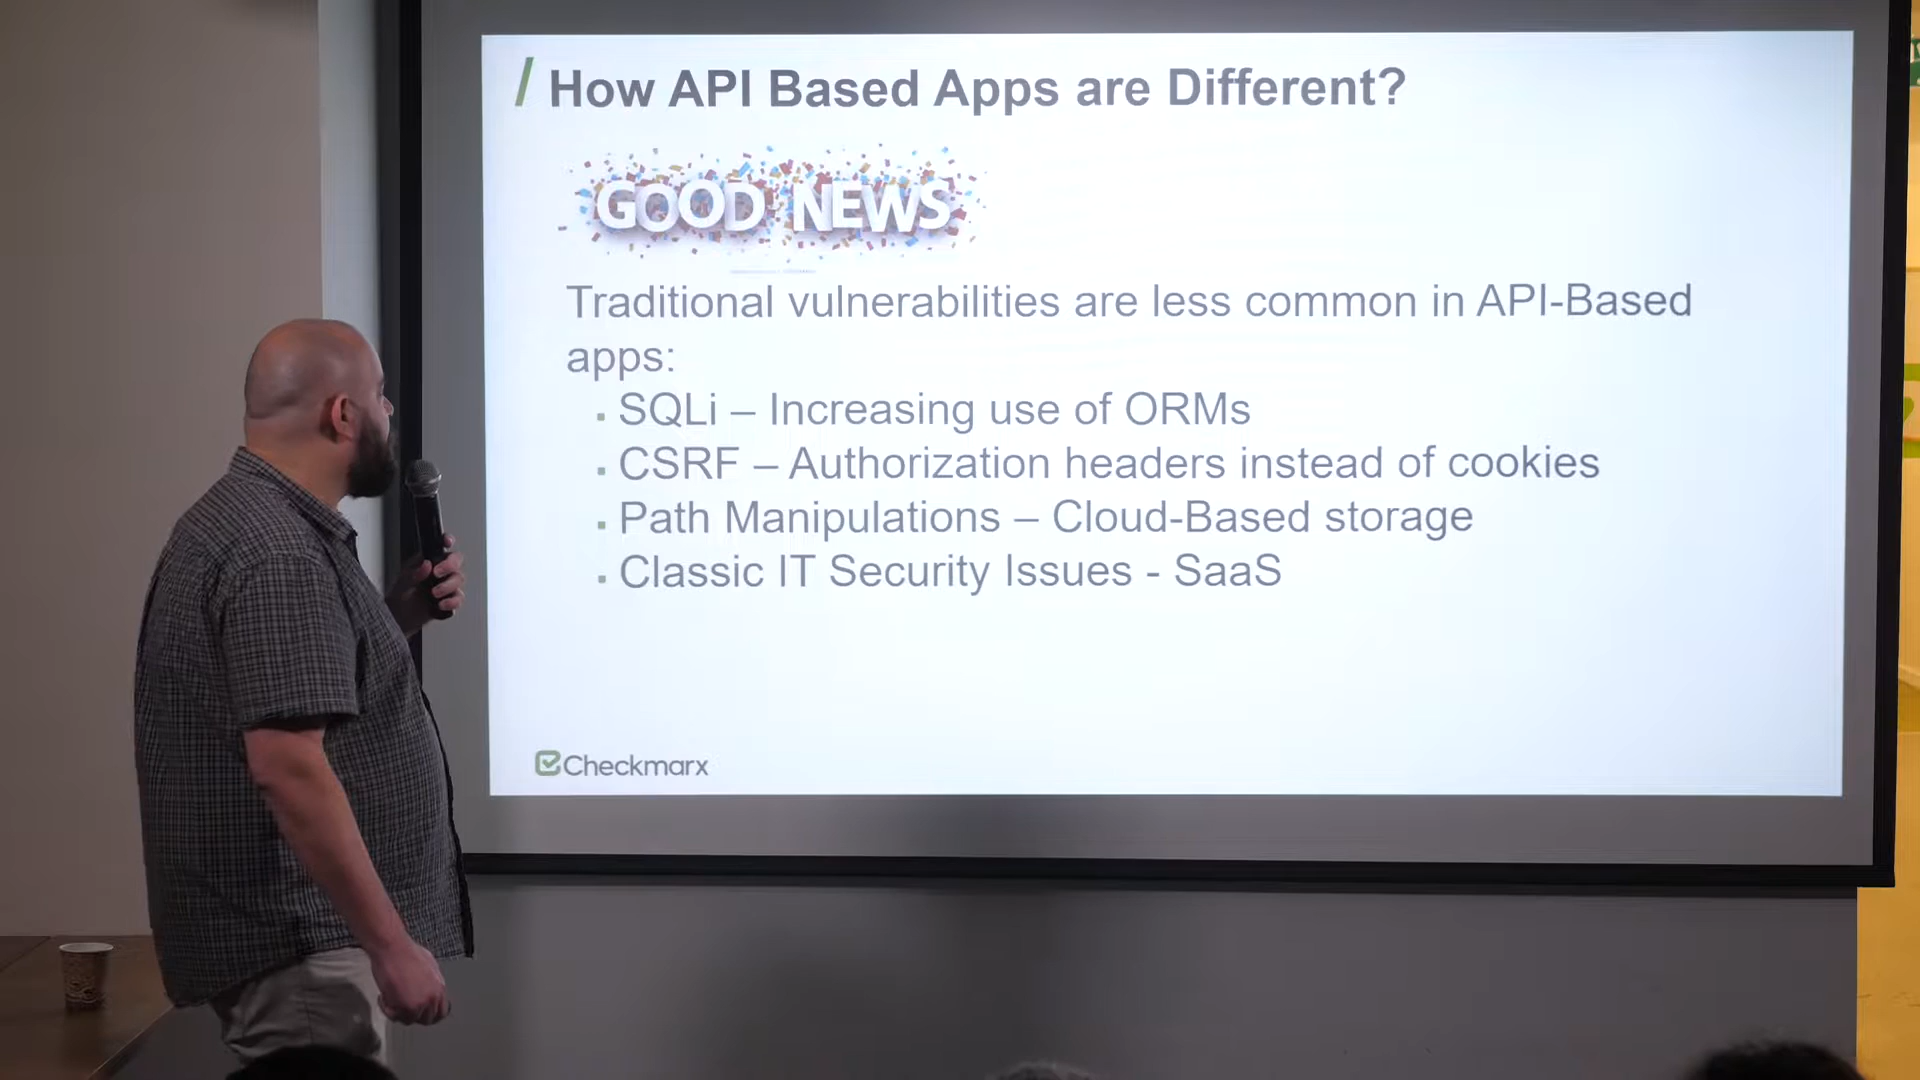 / How API Based Apps are Different?
GOOD NEWS
Traditional vulnerabilities are less common in API-Based
apps:
▪ SQLi – Increasing use of ORMs
▪ CSRF – Authorization headers instead of cookies
▪ Path Manipulations – Cloud-Based storage
▪ Classic IT Security Issues - SaaS
Checkmarx